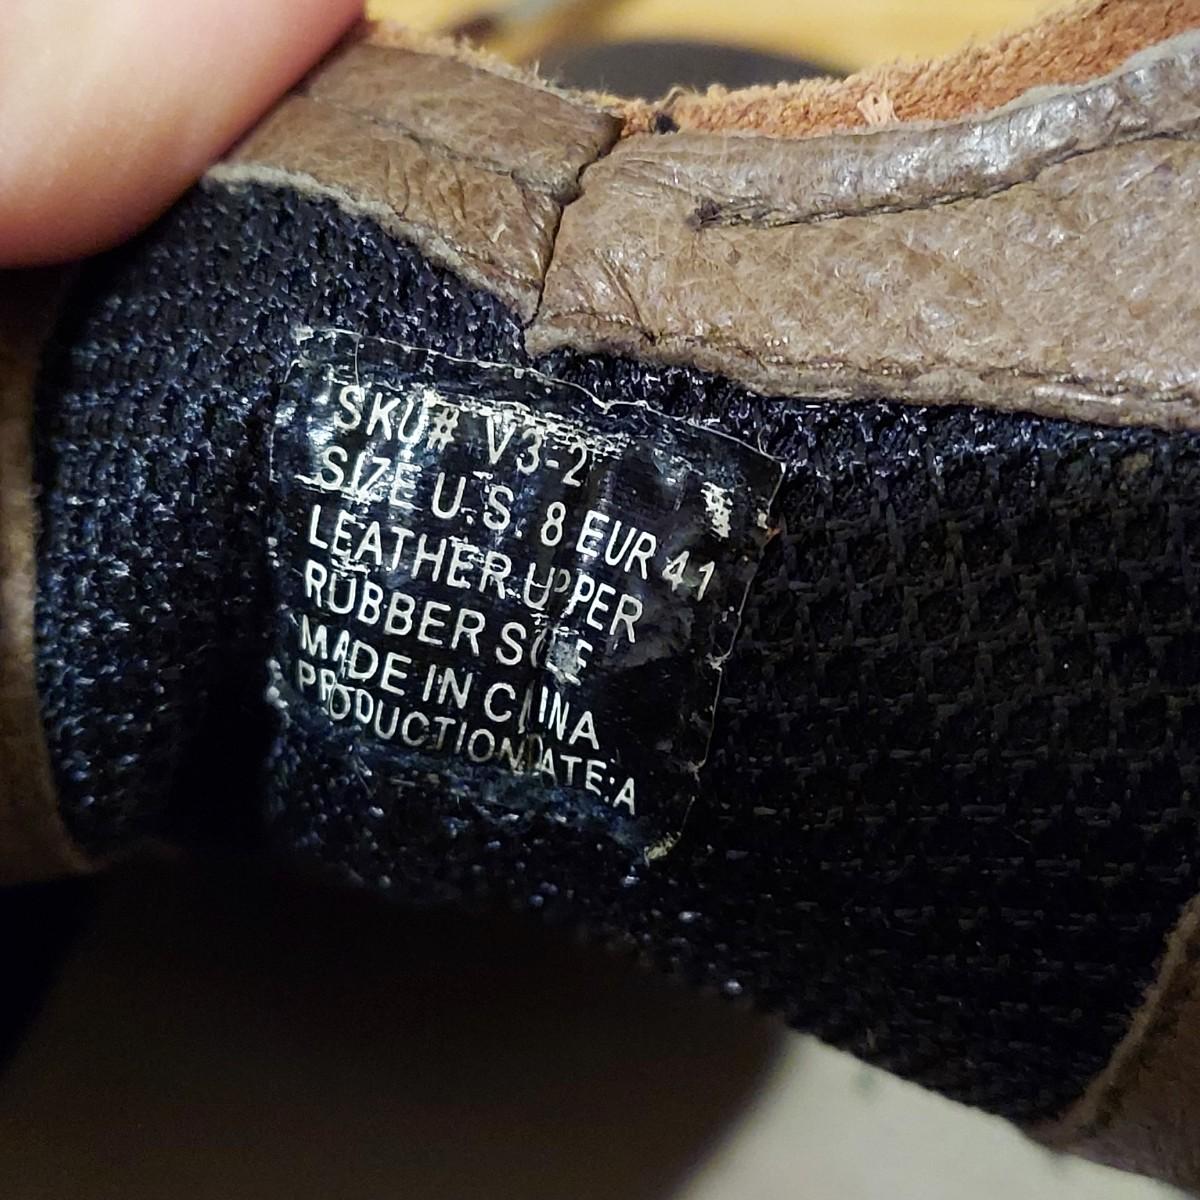 SKU# V3-2
SIZE U.S. 8 EUR 41
LEATHER UPPER
RUBBER SOLE
MADE IN CHINA
PRODUCTION DATE:A